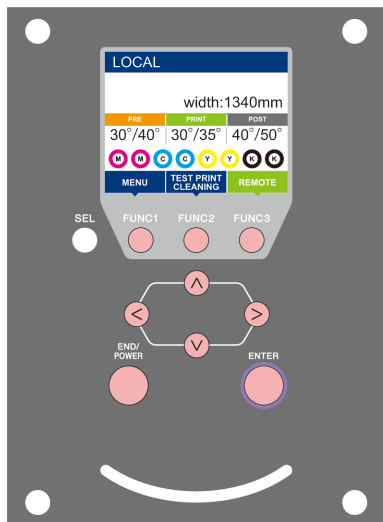 LOCAL
width:1340mm
PRE PRINT POST
30°/40° 30°/35° 40°/50°
M M C C Y Y K K
MENU TEST PRINT CLEANING REMOTE
SEL FUNC1 FUNC2 FUNC3
END/
POWER
ENTER